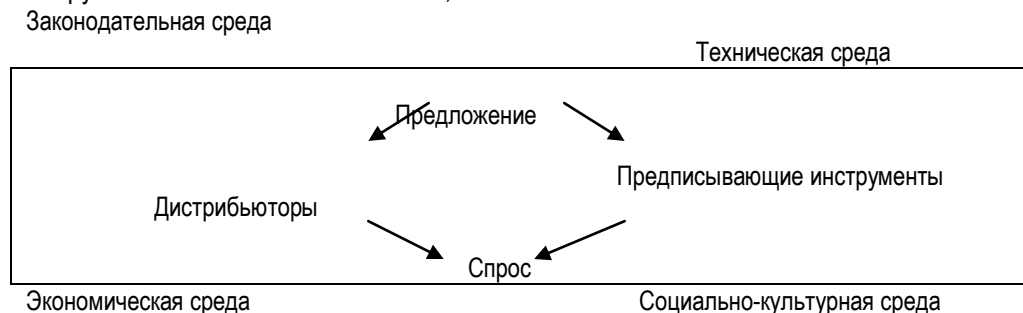 Законодательная среда
Техническая среда
Предложение
Предписывающие инструменты
Дистрибьюторы
Спрос
Экономическая среда
Социально-культурная среда